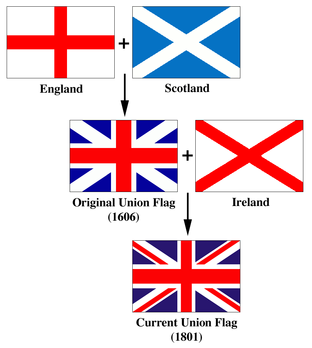 +
England
Scotland
+
Original Union Flag
(1606)
Ireland
Current Union Flag
(1801)